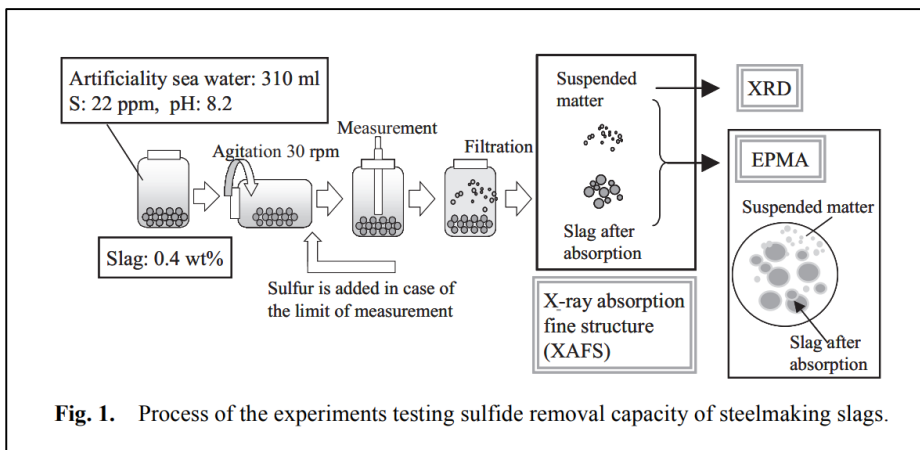 Artificiality sea water: 310 ml
S: 22 ppm, pH: 8.2
Agitation 30 rpm
Measurement
Filtration
Slag: 0.4 wt%
Sulfur is added in case of
the limit of measurement
Suspended
matter
Slag after
absorption
X-ray absorption
fine structure
(XAFS)
XRD
EPMA
Suspended matter
Slag after
absorption
Fig. 1. Process of the experiments testing sulfide removal capacity of steelmaking slags.